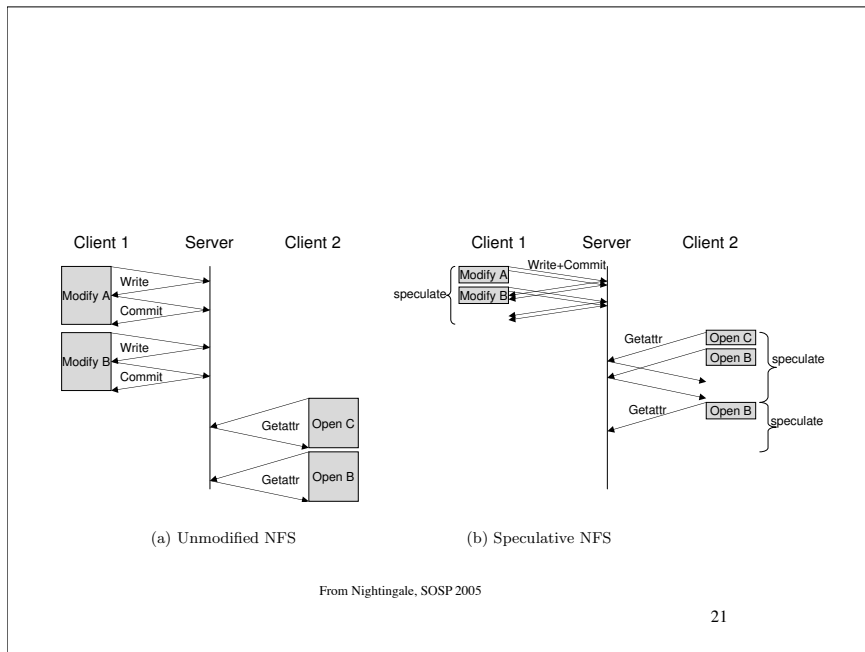 Client 1 Server Client 2
Modify A
Write
Commit
Modify B
Write
Commit
Getattr
Open C
Getattr
Open B
(a) Unmodified NFS
Client 1 Server Client 2
Write+Commit
Modify A
speculate
Modify B
Getattr
Open C
Open B
speculate
Getattr
Open B
speculate
(b) Speculative NFS
From Nightingale, SOSP 2005
21